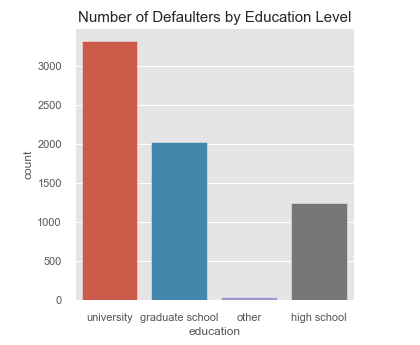 Number of Defaulters by Education Level
3000
2500
2000
1500
1000
500
0
count
university graduate school other high school
education